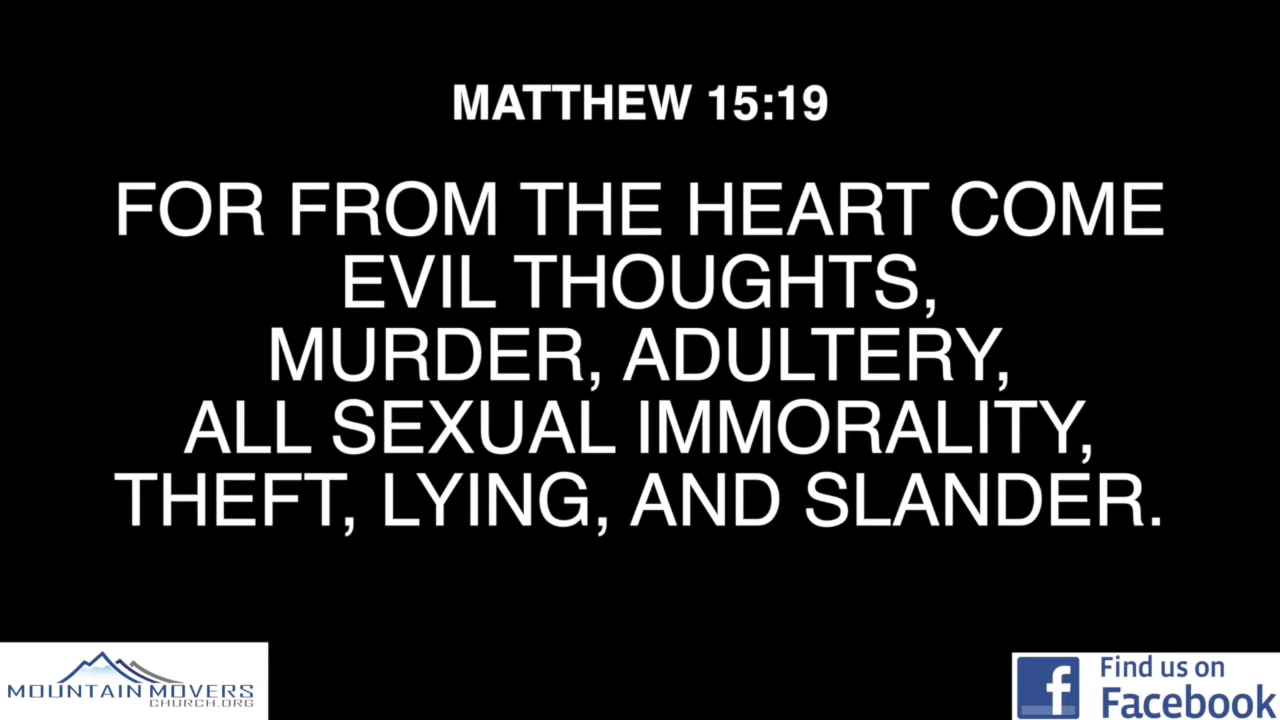 MATTHEW 15:19
FOR FROM THE HEART COME
EVIL THOUGHTS,
MURDER, ADULTERY,
ALL SEXUAL IMMORALITY,
THEFT, LYING, AND SLANDER.
MOUNTAIN MOVERS
CHURCH.ORG
f
Find us on
Facebook